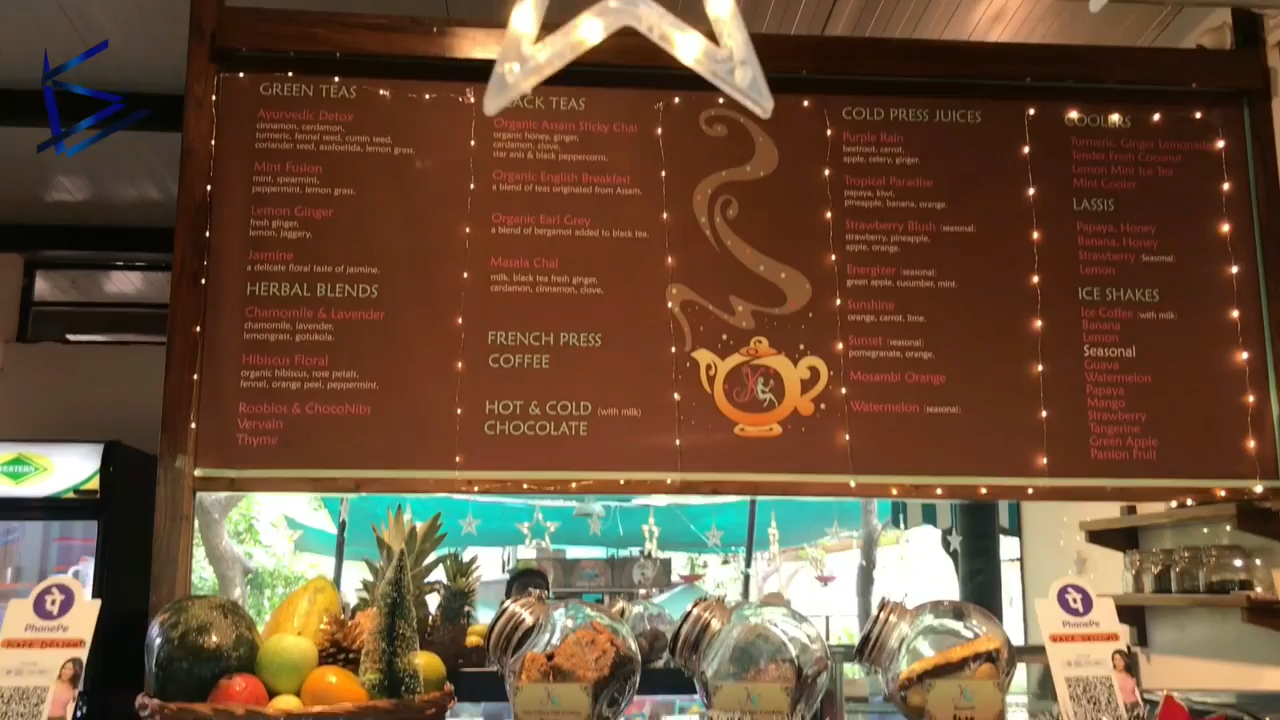 GREEN TEAS
Ayurvedic Detox
cinnamon, cardamon,
turmeric, fennel seed, cumin seed,
coriander seed, asafoetida, lemon grass.
Mint Fusion
mint, spearmint,
peppermint, lemon grass.
Lemon Ginger
fresh ginger,
lemon, jaggery.
Jasmine
a delicate floral taste of jasmine.
HERBAL BLENDS
Chamomile & Lavender
chamomile, lavender,
lemongrass, gotukola.
Hibiscus Floral
organic hibiscus, rose petals,
fennel, orange peel, peppermint.
Rooibos & ChocoNibs
Vervain
Thyme
BLACK TEAS
Organic Assam Sticky Chai
organic honey, ginger,
cardamon, clove,
star anis & black peppercorn.
Organic English Breakfast
a blend of teas originated from Assam.
Organic Earl Grey
a blend of bergamot added to black tea.
Masala Chai
milk, black tea fresh ginger,
cardamon, cinnamon, clove.
FRENCH PRESS
COFFEE
HOT & COLD (with milk)
CHOCOLATE
COLD PRESS JUICES
Purple Rain
beetroot, carrot,
apple, celery, ginger.
Tropical Paradise
papaya, kiwi,
pineapple, banana, orange.
Strawberry Blush (seasonal)
strawberry, pineapple,
apple, orange.
Energizer (seasonal)
green apple, cucumber, mint.
Sunshine
orange, carrot, lime.
Sunset (seasonal)
pomegranate, orange.
Mosambi Orange
Watermelon (seasonal)
COOLERS
Turmeric, Ginger Lemonade
Tender Fresh Coconut
Lemon Mint Ice Tea
Mint Cooler
LASSIS
Papaya, Honey
Banana, Honey
Strawberry (Seasonal)
Lemon
ICE SHAKES
Ice Coffee (with milk)
Banana
Lemon
Seasonal
Guava
Watermelon
Papaya
Mango
Strawberry
Tangerine
Green Apple
Passion Fruit
पे
PhonePe
KAFE DELIGHT
पे
PhonePe
KAFE DELIGHT